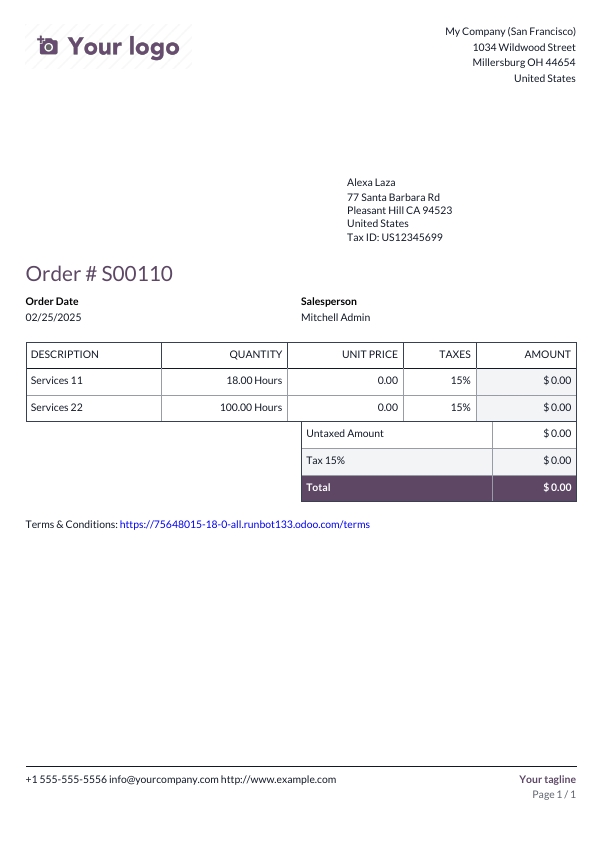 Your logo
My Company (San Francisco)
1034 Wildwood Street
Millersburg OH 44654
United States
Alexa Laza
77 Santa Barbara Rd
Pleasant Hill CA 94523
United States
Tax ID: US12345699
Order # S00110
Order Date Salesperson
02/25/2025 Mitchell Admin
DESCRIPTION QUANTITY UNIT PRICE TAXES AMOUNT
Services 11 18.00 Hours 0.00 15% $ 0.00
Services 22 100.00 Hours 0.00 15% $ 0.00
Untaxed Amount $ 0.00
Tax 15% $ 0.00
Total $ 0.00
Terms & Conditions: https://75648015-18-0-all.runbot133.odoo.com/terms
+1 555-555-5556 info@yourcompany.com http://www.example.com Your tagline
Page 1 / 1